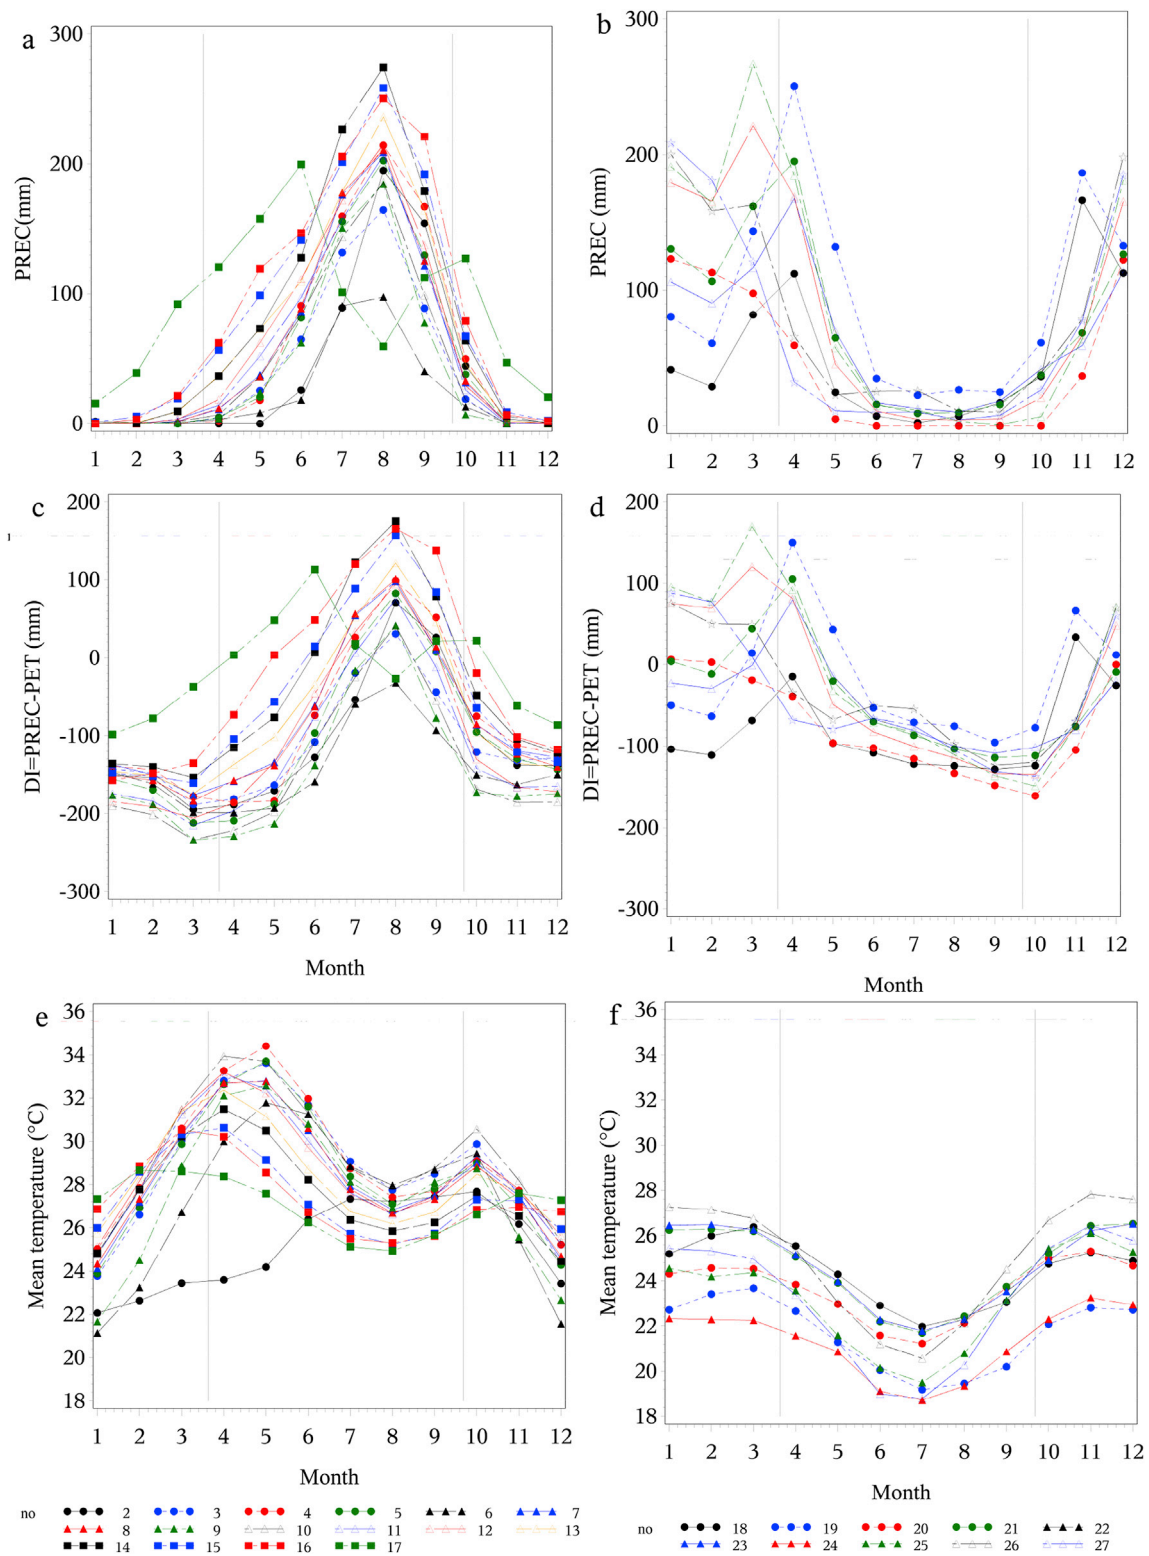 a
300
200
100
0
PREC(mm)
1 2 3 4 5 6 7 8 9 10 11 12
b
300
200
100
0
PREC (mm)
1 2 3 4 5 6 7 8 9 10 11 12
c
200
100
0
-100
-200
-300
DI=PREC-PET (mm)
1 2 3 4 5 6 7 8 9 10 11 12
Month
d
200
100
0
-100
-200
-300
DI=PREC-PET (mm)
1 2 3 4 5 6 7 8 9 10 11 12
Month
e
36
34
32
30
28
26
24
22
20
18
Mean temperature (°C)
1 2 3 4 5 6 7 8 9 10 11 12
Month
f
36
34
32
30
28
26
24
22
20
18
Mean temperature (°C)
1 2 3 4 5 6 7 8 9 10 11 12
Month
no 2 3 4 5 6 7
8 9 10 11 12 13
14 15 16 17
no 18 19 20 21 22
23 24 25 26 27